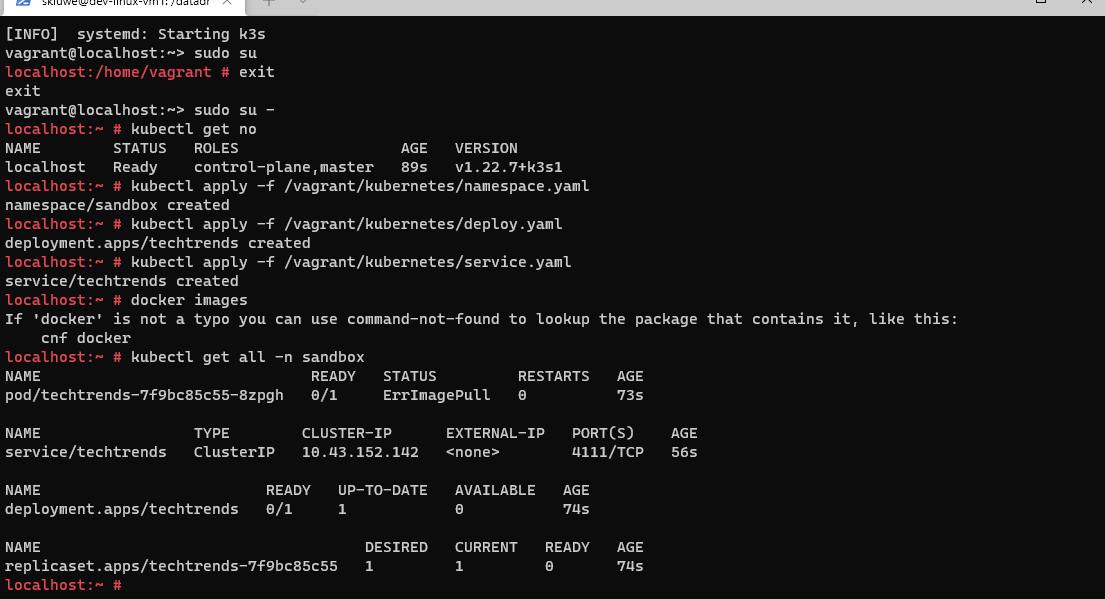 skluwe@dev-linux-vm1: /datadr
[INFO]  systemd: Starting k3s
vagrant@localhost:~> sudo su
localhost:/home/vagrant # exit
exit
vagrant@localhost:~> sudo su -
localhost:~ # kubectl get no
NAME        STATUS   ROLES                  AGE   VERSION
localhost   Ready    control-plane,master   89s   v1.22.7+k3s1
localhost:~ # kubectl apply -f /vagrant/kubernetes/namespace.yaml
namespace/sandbox created
localhost:~ # kubectl apply -f /vagrant/kubernetes/deploy.yaml
deployment.apps/techtrends created
localhost:~ # kubectl apply -f /vagrant/kubernetes/service.yaml
service/techtrends created
localhost:~ # docker images
If 'docker' is not a typo you can use command-not-found to lookup the package that contains it, like this:
    cnf docker
localhost:~ # kubectl get all -n sandbox
NAME                              READY   STATUS         RESTARTS   AGE
pod/techtrends-7f9bc85c55-8zpgh   0/1     ErrImagePull   0          73s

NAME                 TYPE        CLUSTER-IP      EXTERNAL-IP   PORT(S)    AGE
service/techtrends   ClusterIP   10.43.152.142   <none>        4111/TCP   56s

NAME                         READY   UP-TO-DATE   AVAILABLE   AGE
deployment.apps/techtrends   0/1     1            0           74s

NAME                                    DESIRED   CURRENT   READY   AGE
replicaset.apps/techtrends-7f9bc85c55   1         1         0       74s
localhost:~ #